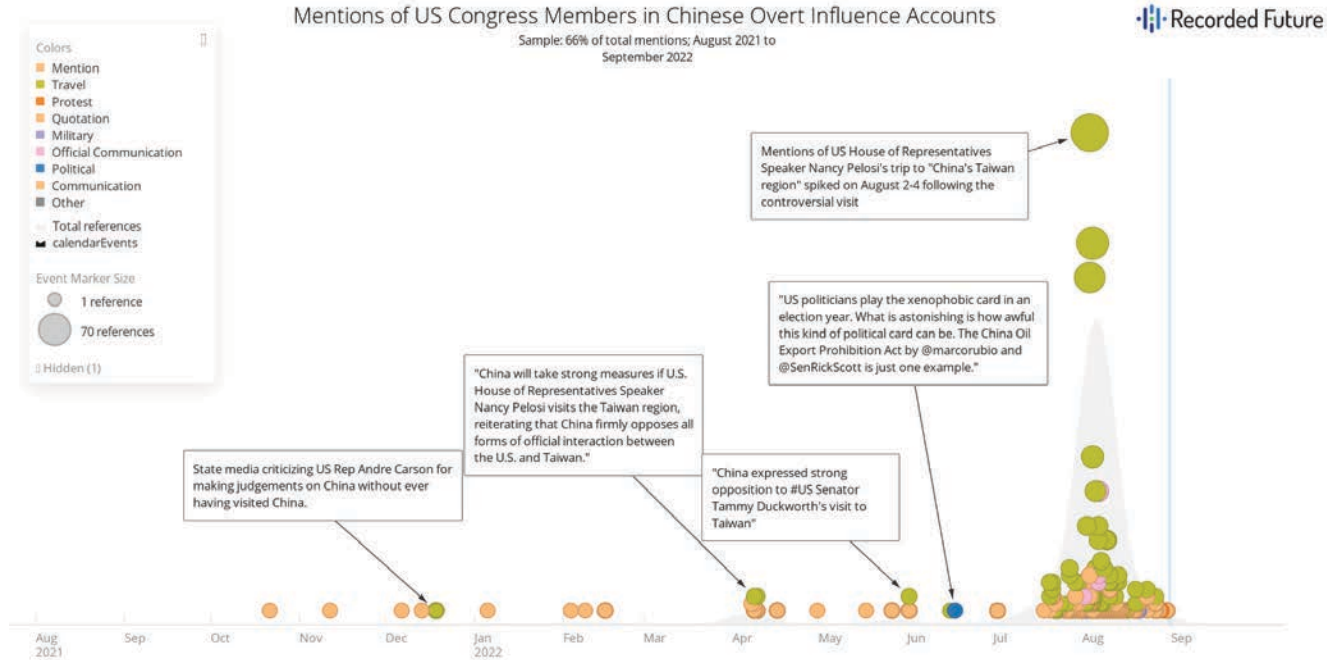 Mentions of US Congress Members in Chinese Overt Influence Accounts
Sample: 66% of total mentions; August 2021 to
September 2022
Recorded Future
Colors
Mention
Travel
Protest
Quotation
Military
Official Communication
Political
Communication
Other
Total references
calendarEvents
Event Marker Size
1 reference
70 references
Hidden (1)
Mentions of US House of Representatives
Speaker Nancy Pelosi's trip to "China's Taiwan
region" spiked on August 2-4 following the
controversial visit
"US politicians play the xenophobic card in an
election year. What is astonishing is how awful
this kind of political card can be. The China Oil
Export Prohibition Act by @marcorubio and
@SenRickScott is just one example."
"China will take strong measures if U.S.
House of Representatives Speaker
Nancy Pelosi visits the Taiwan region,
reiterating that China firmly opposes all
forms of official interaction between
the U.S. and Taiwan."
State media criticizing US Rep Andre Carson for
making judgements on China without ever
having visited China.
"China expressed strong
opposition to #US Senator
Tammy Duckworth's visit to
Taiwan"
Aug Sep Oct Nov Dec Jan Feb Mar Apr May Jun Jul Aug Sep
2021 2022